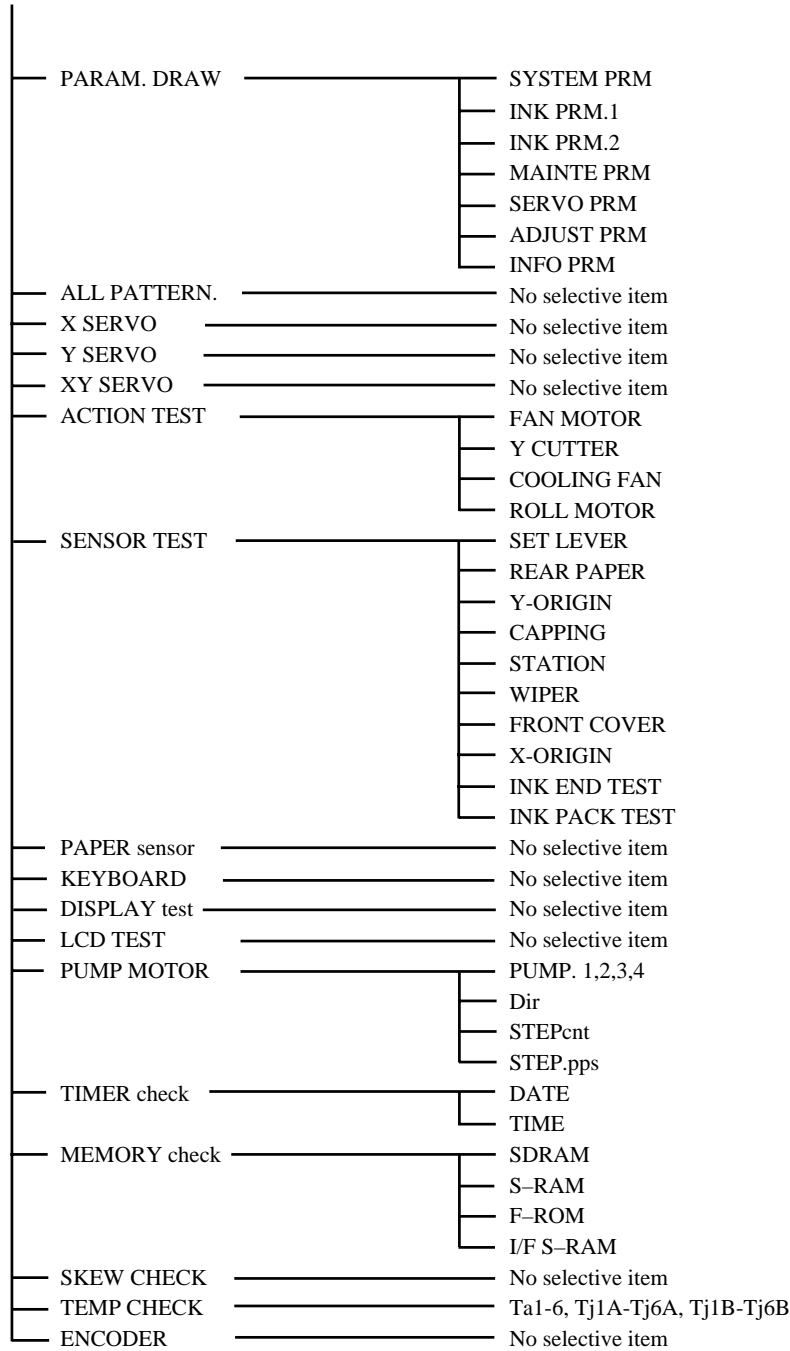 PARAM. DRAW SYSTEM PRM
INK PRM.1
INK PRM.2
MAINTE PRM
SERVO PRM
ADJUST PRM
INFO PRM
ALL PATTERN. No selective item
X SERVO No selective item
Y SERVO No selective item
XY SERVO No selective item
ACTION TEST FAN MOTOR
Y CUTTER
COOLING FAN
ROLL MOTOR
SENSOR TEST SET LEVER
REAR PAPER
Y-ORIGIN
CAPPING
STATION
WIPER
FRONT COVER
X-ORIGIN
INK END TEST
INK PACK TEST
PAPER sensor No selective item
KEYBOARD No selective item
DISPLAY test No selective item
LCD TEST No selective item
PUMP MOTOR PUMP. 1,2,3,4
Dir
STEPcnt
STEP.pps
TIMER check DATE
TIME
MEMORY check SDRAM
S–RAM
F–ROM
I/F S–RAM
SKEW CHECK No selective item
TEMP CHECK Ta1-6, Tj1A-Tj6A, Tj1B-Tj6B
ENCODER No selective item